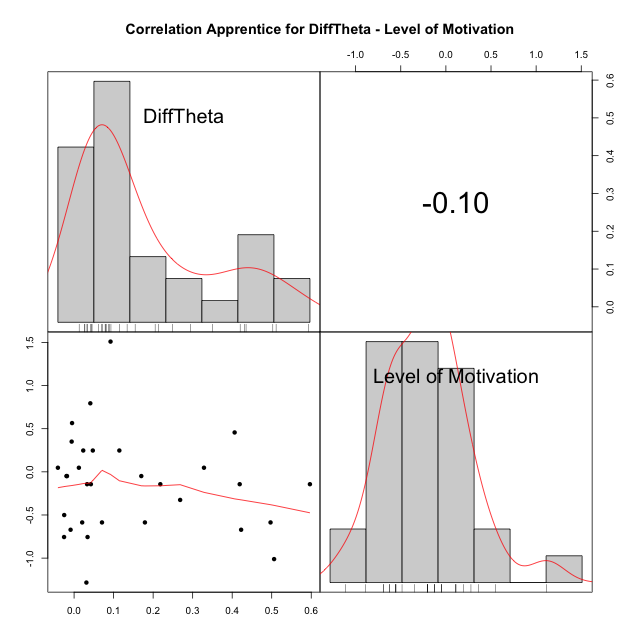 Correlation Apprentice for DiffTheta - Level of Motivation
-1.0 -0.5 0.0 0.5 1.0 1.5
DiffTheta
-0.10
0.6
0.5
0.4
0.3
0.2
0.1
0.0
1.5
1.0
0.5
0.0
-0.5
-1.0
Level of Motivation
0.0 0.1 0.2 0.3 0.4 0.5 0.6